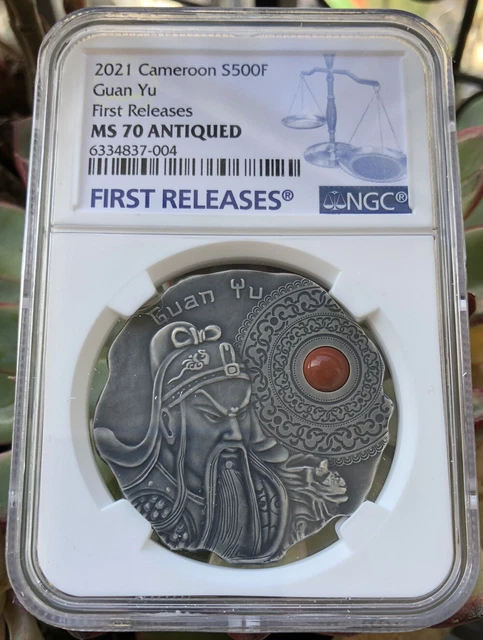 2021 Cameroon S500F
Guan Yu
First Releases
MS 70 ANTIQUED
6334837-004
FIRST RELEASES®
NGC®
Guan Yu